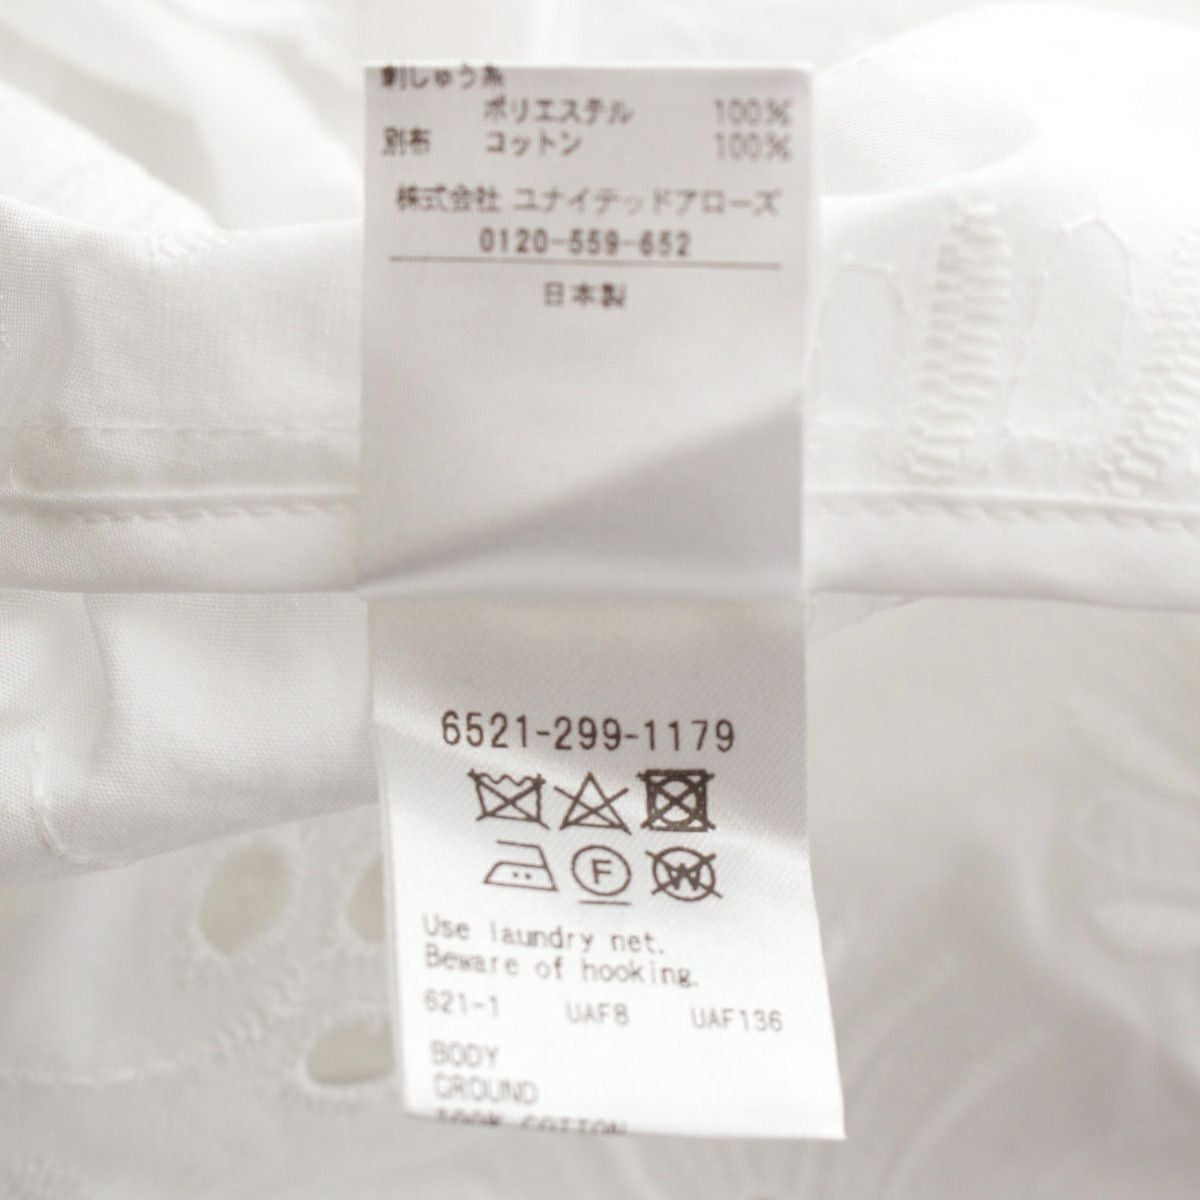 刺しゅう糸
ポリエステル 100%
別布 コットン 100%
株式会社 ユナイテッドアローズ
0120-559-652
日本製
6521-299-1179
F W
Use laundry net.
Beware of hooking.
621-1 UAF8 UAF136
BODY
GROUND
100% COTTON